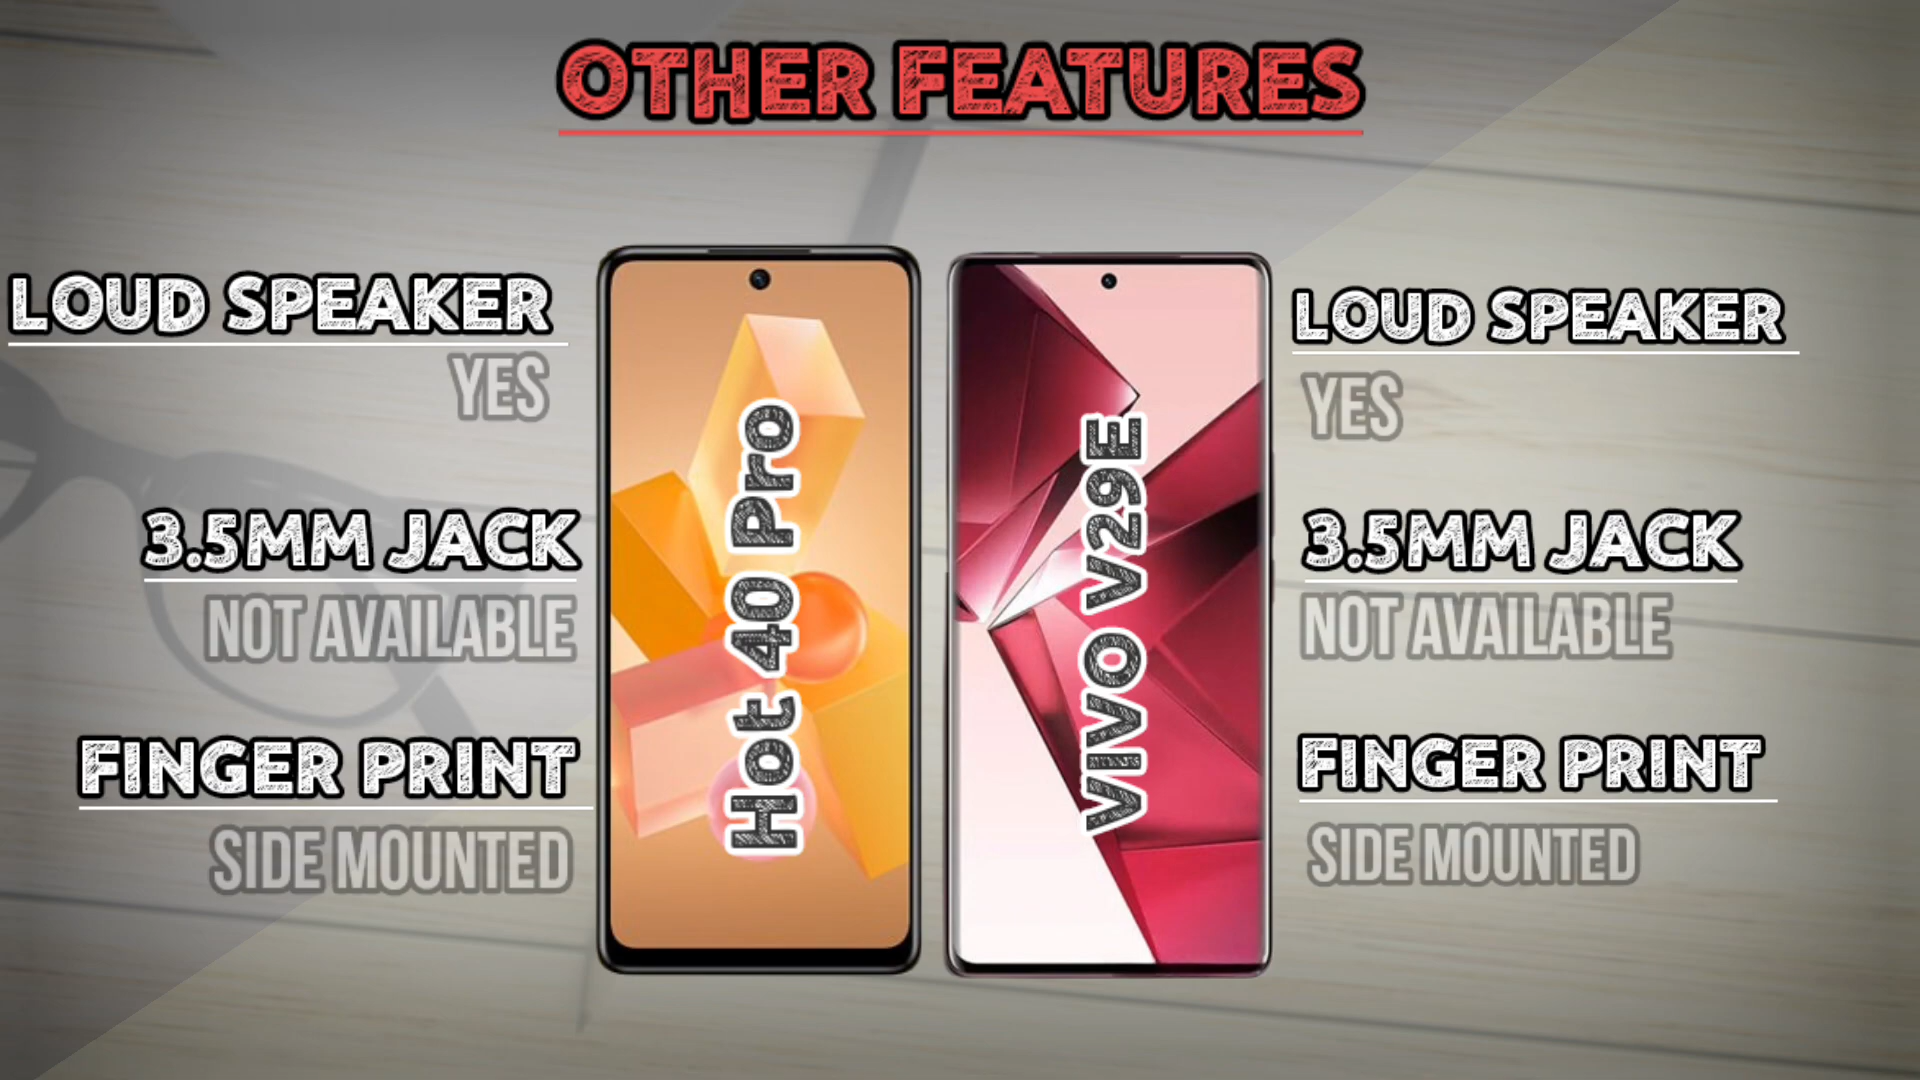 OTHER FEATURES
LOUD SPEAKER
YES
3.5MM JACK
NOT AVAILABLE
FINGER PRINT
SIDE MOUNTED
Hot 40 Pro
VIVO V29E
LOUD SPEAKER
YES
3.5MM JACK
NOT AVAILABLE
FINGER PRINT
SIDE MOUNTED